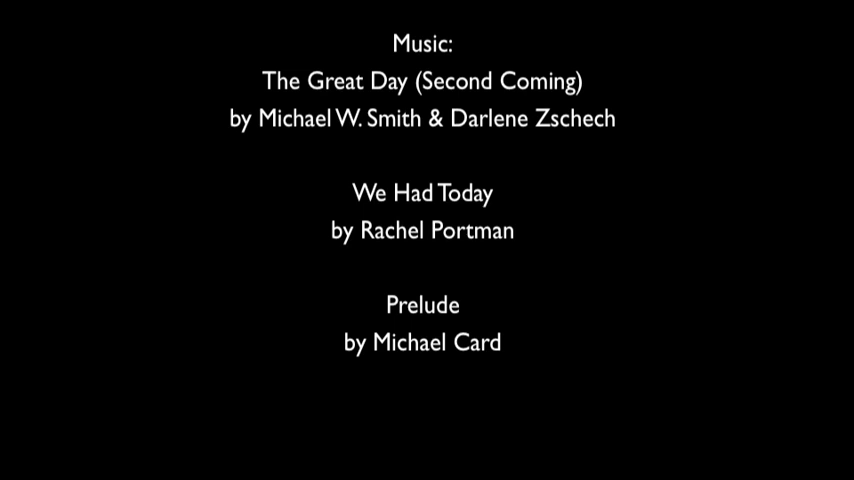 Music:
The Great Day (Second Coming)
by Michael W. Smith & Darlene Zschech
We Had Today
by Rachel Portman
Prelude
by Michael Card